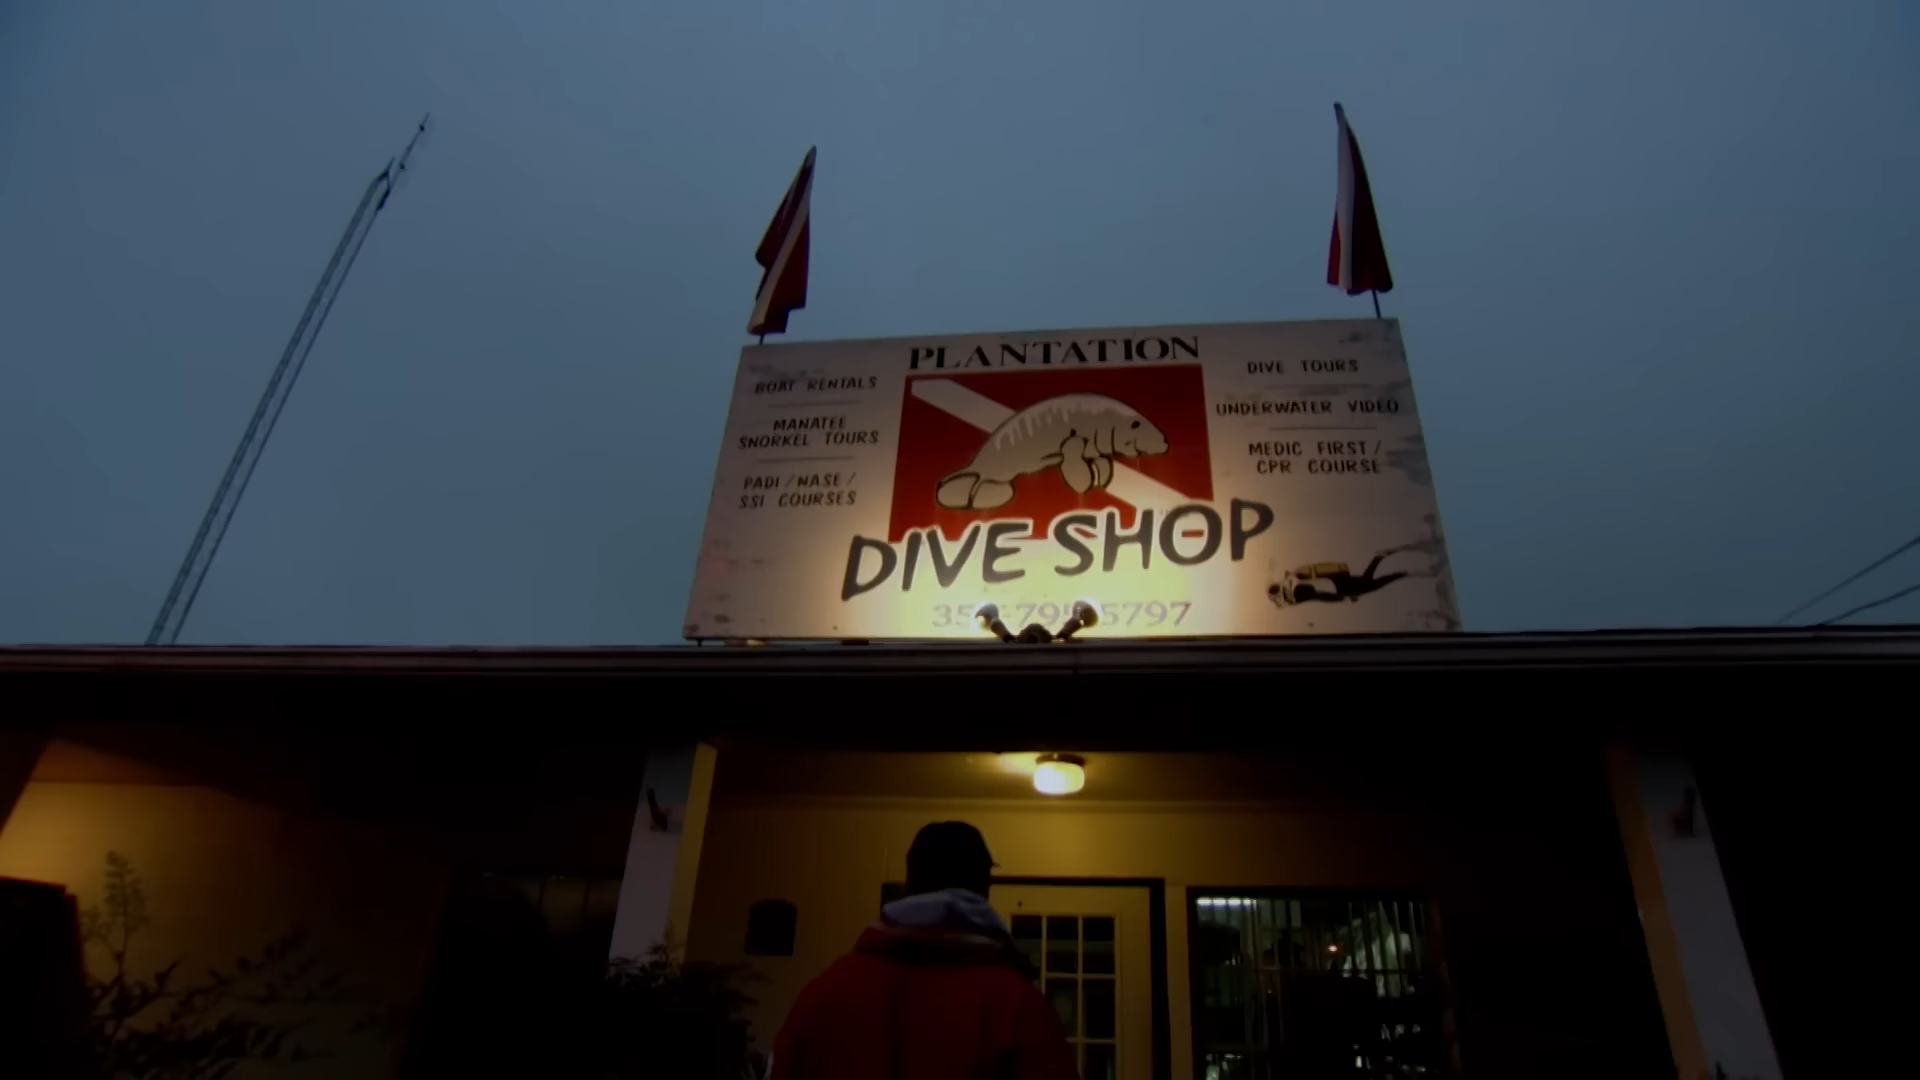 PLANTATION
BOAT RENTALS
MANATEE
SNORKEL TOURS
PADI/NASE/
SSI COURSES
DIVE TOURS
UNDERWATER VIDEO
MEDIC FIRST/
CPR COURSE
DIVE SHOP
5797